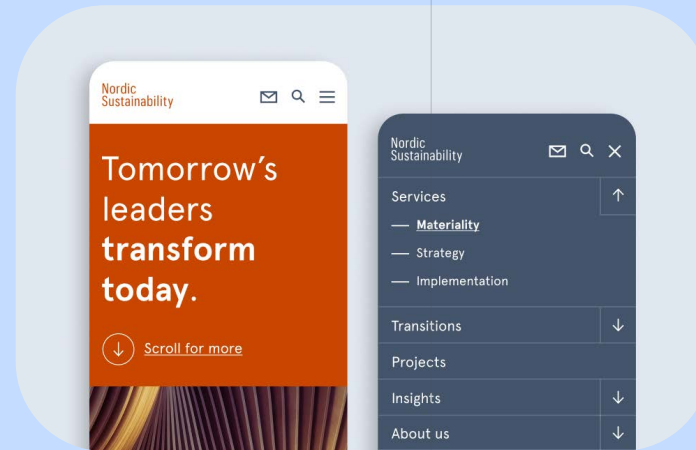 Nordic
Sustainability
Tomorrow's
leaders
transform
today.
Scroll for more
Nordic
Sustainability
Services
— Materiality
— Strategy
— Implementation
Transitions
Projects
Insights
About us